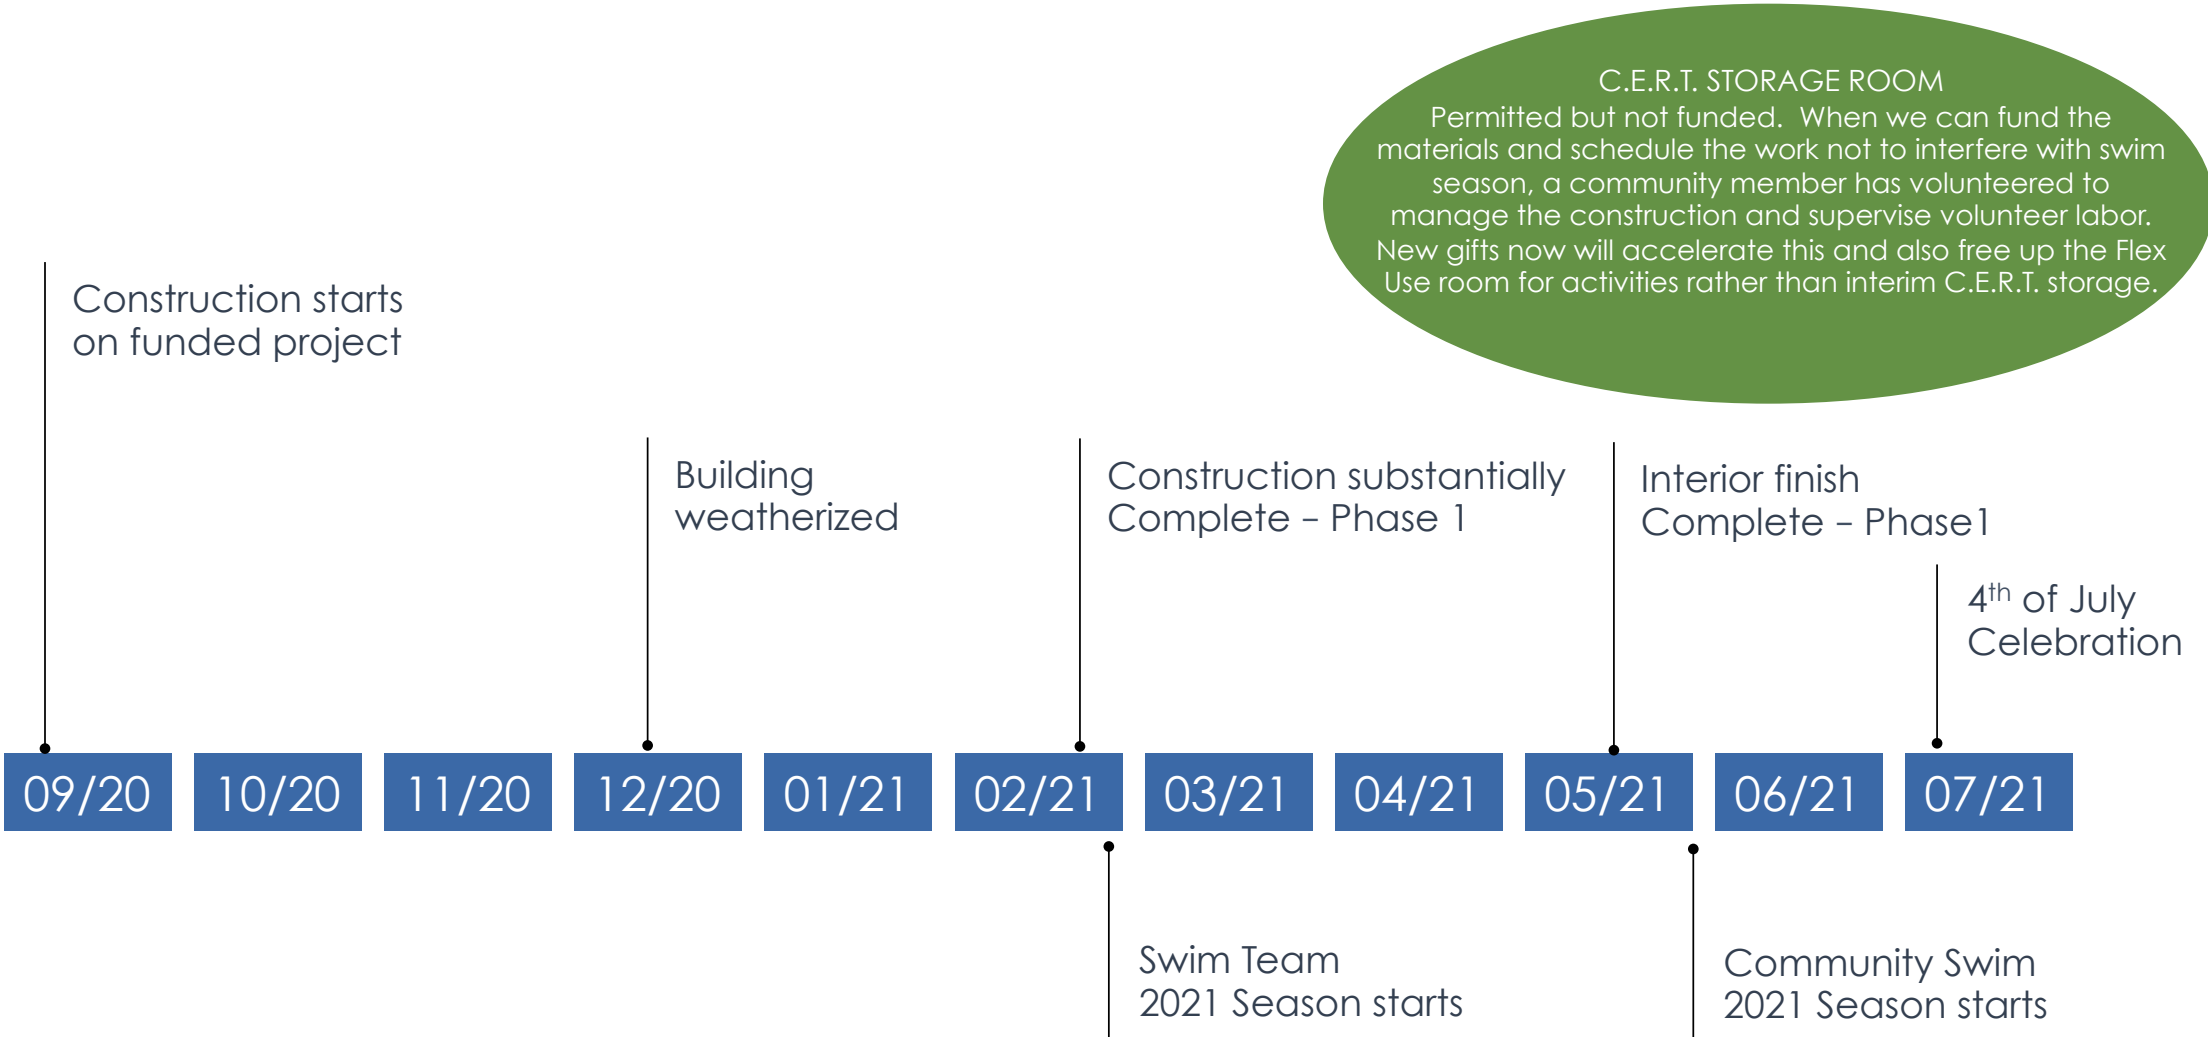 C.E.R.T. STORAGE ROOM
Permitted but not funded.  When we can fund the
materials and schedule the work not to interfere with swim
season, a community member has volunteered to
manage the construction and supervise volunteer labor.
New gifts now will accelerate this and also free up the Flex
Use room for activities rather than interim C.E.R.T. storage.
Construction starts
on funded project
Building
weatherized
Construction substantially
Complete – Phase 1
Interior finish
Complete – Phase1
4th of July
Celebration
09/20
10/20
11/20
12/20
01/21
02/21
03/21
04/21
05/21
06/21
07/21
Swim Team
2021 Season starts
Community Swim
2021 Season starts